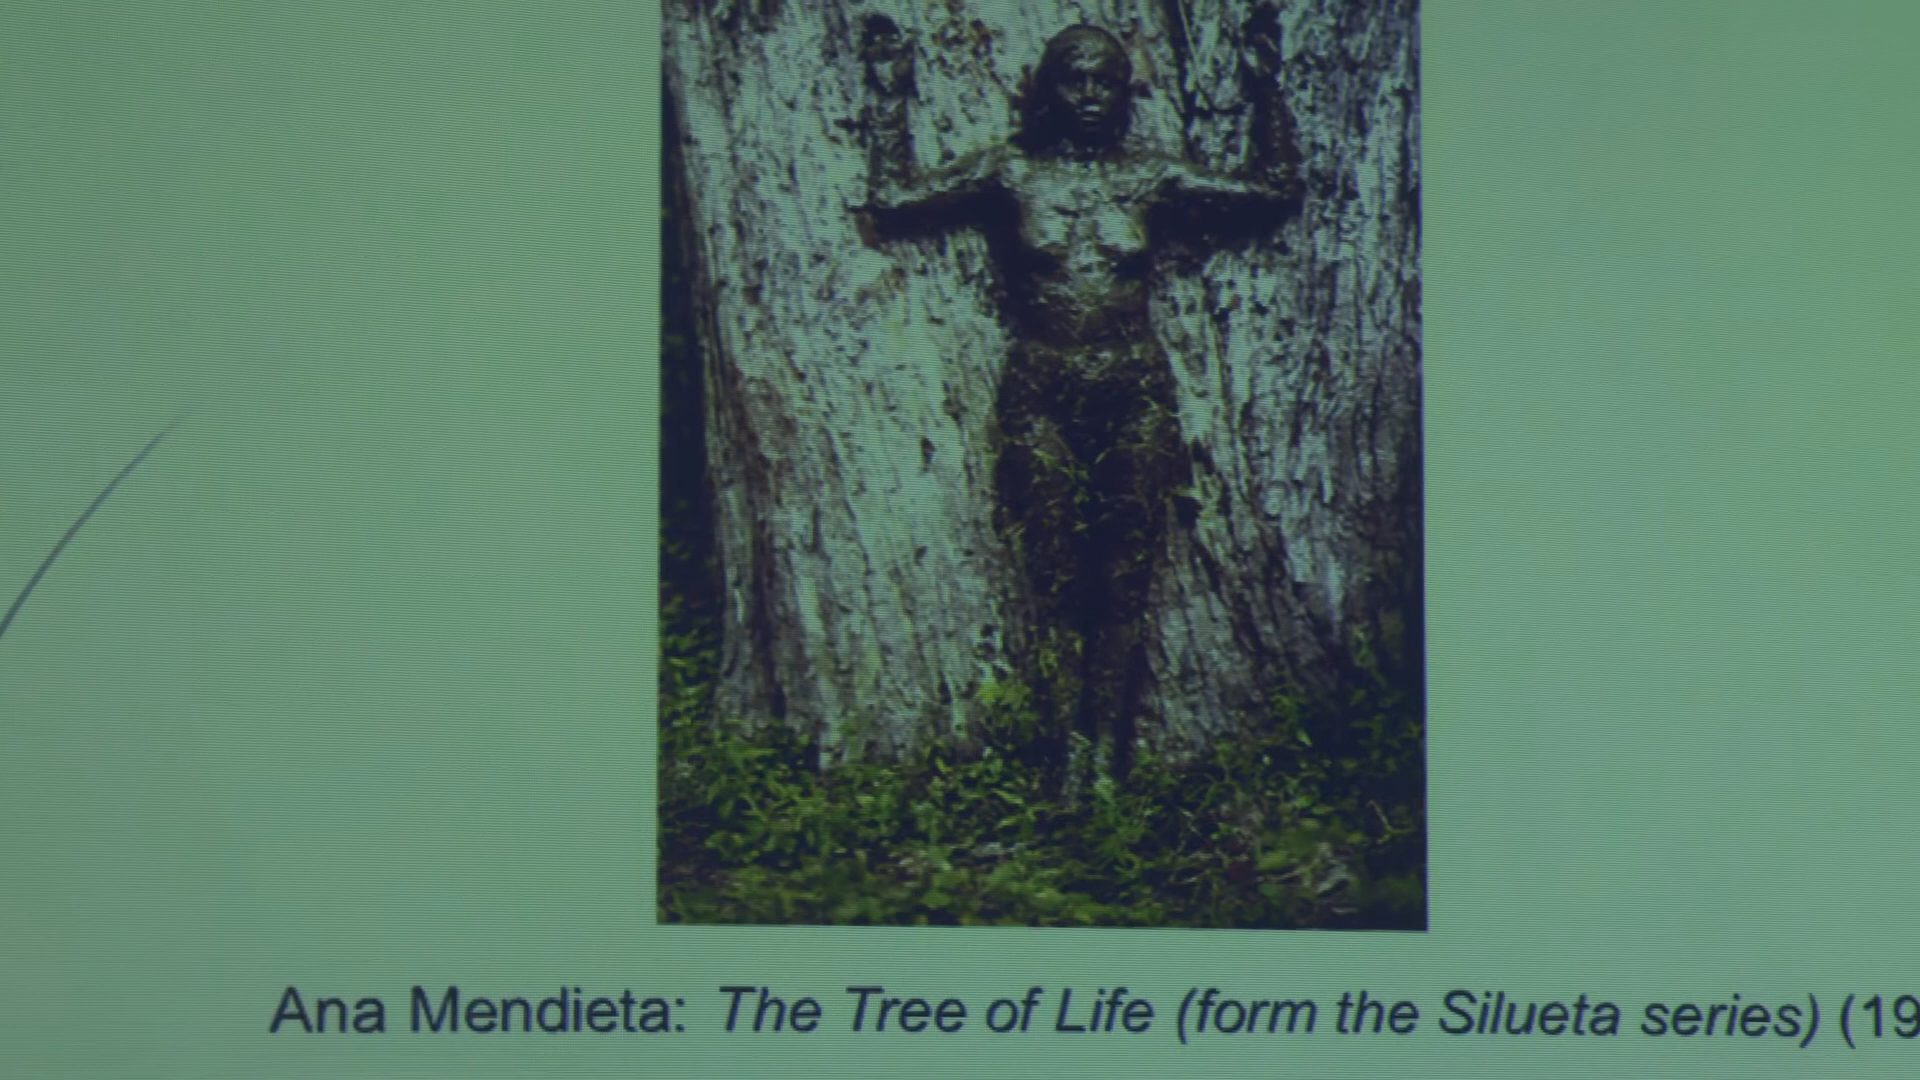 Ana Mendieta: The Tree of Life (form the Silueta series) (19